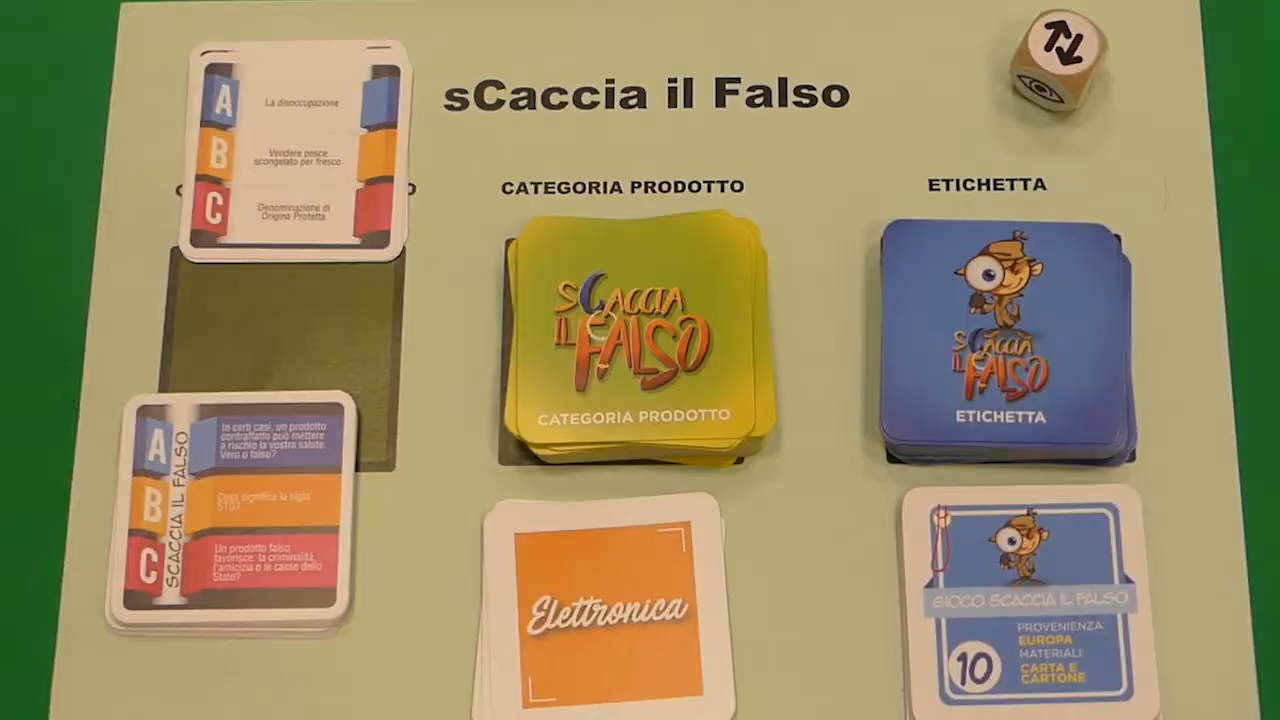 sCaccia il Falso
A
La disoccupazione
B
Vendere pesce
scongelato per fresco
C
Denominazione di
Origina Protetta
CATEGORIA PRODOTTO
ETICHETTA
SCACCIA
IL FALSO
CATEGORIA PRODOTTO
SCACCIA
IL FALSO
ETICHETTA
SCACCIA IL FALSO
A
In certi casi, un prodotto
contraffatto può mettere
a rischio la vostra salute.
Vero o falso?
B
Cosa significa la sigla
STG?
C
Un prodotto falso
favorisce: la criminalità,
l'amicizia o le casse dello
Stato?
Elettronica
GIOCO SCACCIA IL FALSO
PROVENIENZA:
EUROPA
MATERIALI:
CARTA E
CARTONE
10